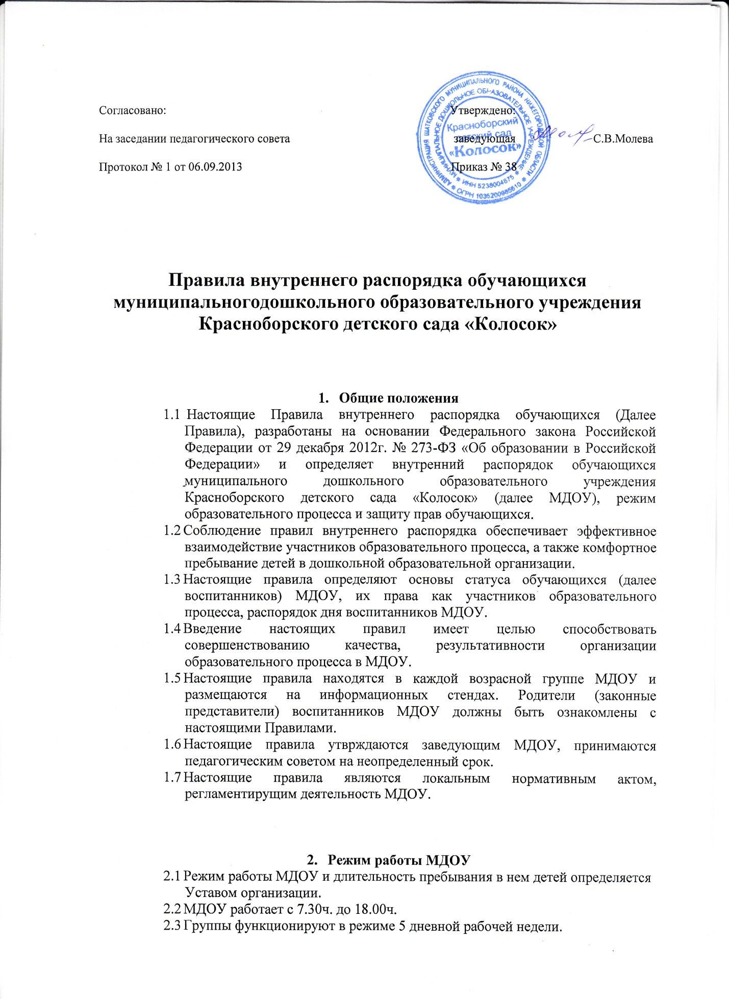 Согласовано: Утверждено:
На заседании педагогического совета заведующая С.В.Молева
Протокол № 1 от 06.09.2013 Приказ № 38
АДМИНИСТРАЦИЯ ШАТКОВСКОГО МУНИЦИПАЛЬНОГО РАЙОНА НИЖЕГОРОДСКОЙ ОБЛАСТИ
МУНИЦИПАЛЬНОЕ ДОШКОЛЬНОЕ ОБРАЗОВАТЕЛЬНОЕ УЧРЕЖДЕНИЕ
Красноборский
детский сад
«Колосок»
ИНН 5238004875
ОГРН
Правила внутреннего распорядка обучающихся
муниципальногодошкольного образовательного учреждения
Красноборского детского сада «Колосок»
1. Общие положения
1.1 Настоящие Правила внутреннего распорядка обучающихся (Далее
Правила), разработаны на основании Федерального закона Российской
Федерации от 29 декабря 2012г. № 273-ФЗ «Об образовании в Российской
Федерации» и определяет внутренний распорядок обучающихся
муниципального дошкольного образовательного учреждения
Красноборского детского сада «Колосок» (далее МДОУ), режим
образовательного процесса и защиту прав обучающихся.
1.2 Соблюдение правил внутреннего распорядка обеспечивает эффективное
взаимодействие участников образовательного процесса, а также комфортное
пребывание детей в дошкольной образовательной организации.
1.3 Настоящие правила определяют основы статуса обучающихся (далее
воспитанников) МДОУ, их права как участников образовательного
процесса, распорядок дня воспитанников МДОУ.
1.4 Введение настоящих правил имеет целью способствовать
совершенствованию качества, результативности организации
образовательного процесса в МДОУ.
1.5 Настоящие правила находятся в каждой возрасной группе МДОУ и
размещаются на информационных стендах. Родители (законные
представители) воспитанников МДОУ должны быть ознакомлены с
настоящими Правилами.
1.6 Настоящие правила утврждаются заведующим МДОУ, принимаются
педагогическим советом на неопределенный срок.
1.7 Настоящие правила являются локальным нормативным актом,
регламентирущим деятельность МДОУ.
2. Режим работы МДОУ
2.1 Режим работы МДОУ и длительность пребывания в нем детей определяется
Уставом организации.
2.2 МДОУ работает с 7.30ч. до 18.00ч.
2.3 Группы функционируют в режиме 5 дневной рабочей недели.